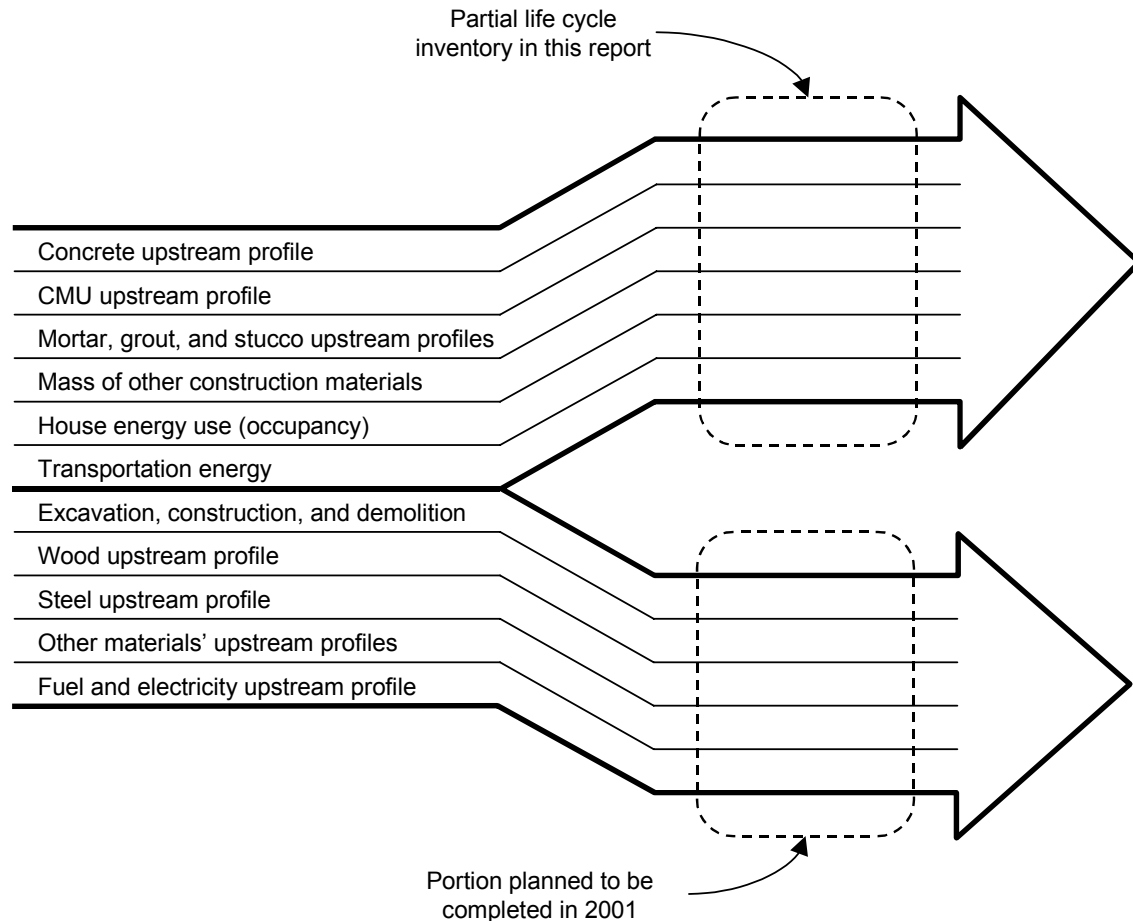 Partial life cycle
inventory in this report
Concrete upstream profile
CMU upstream profile
Mortar, grout, and stucco upstream profiles
Mass of other construction materials
House energy use (occupancy)
Transportation energy
Excavation, construction, and demolition
Wood upstream profile
Steel upstream profile
Other materials’ upstream profiles
Fuel and electricity upstream profile
Portion planned to be
completed in 2001